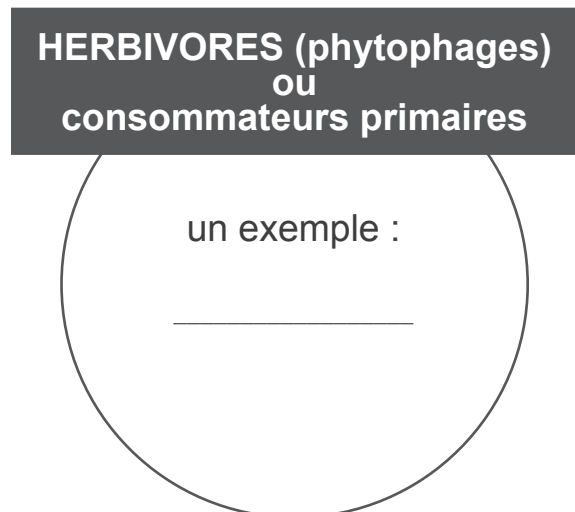 HERBIVORES (phytophages)
ou
consommateurs primaires
un exemple :